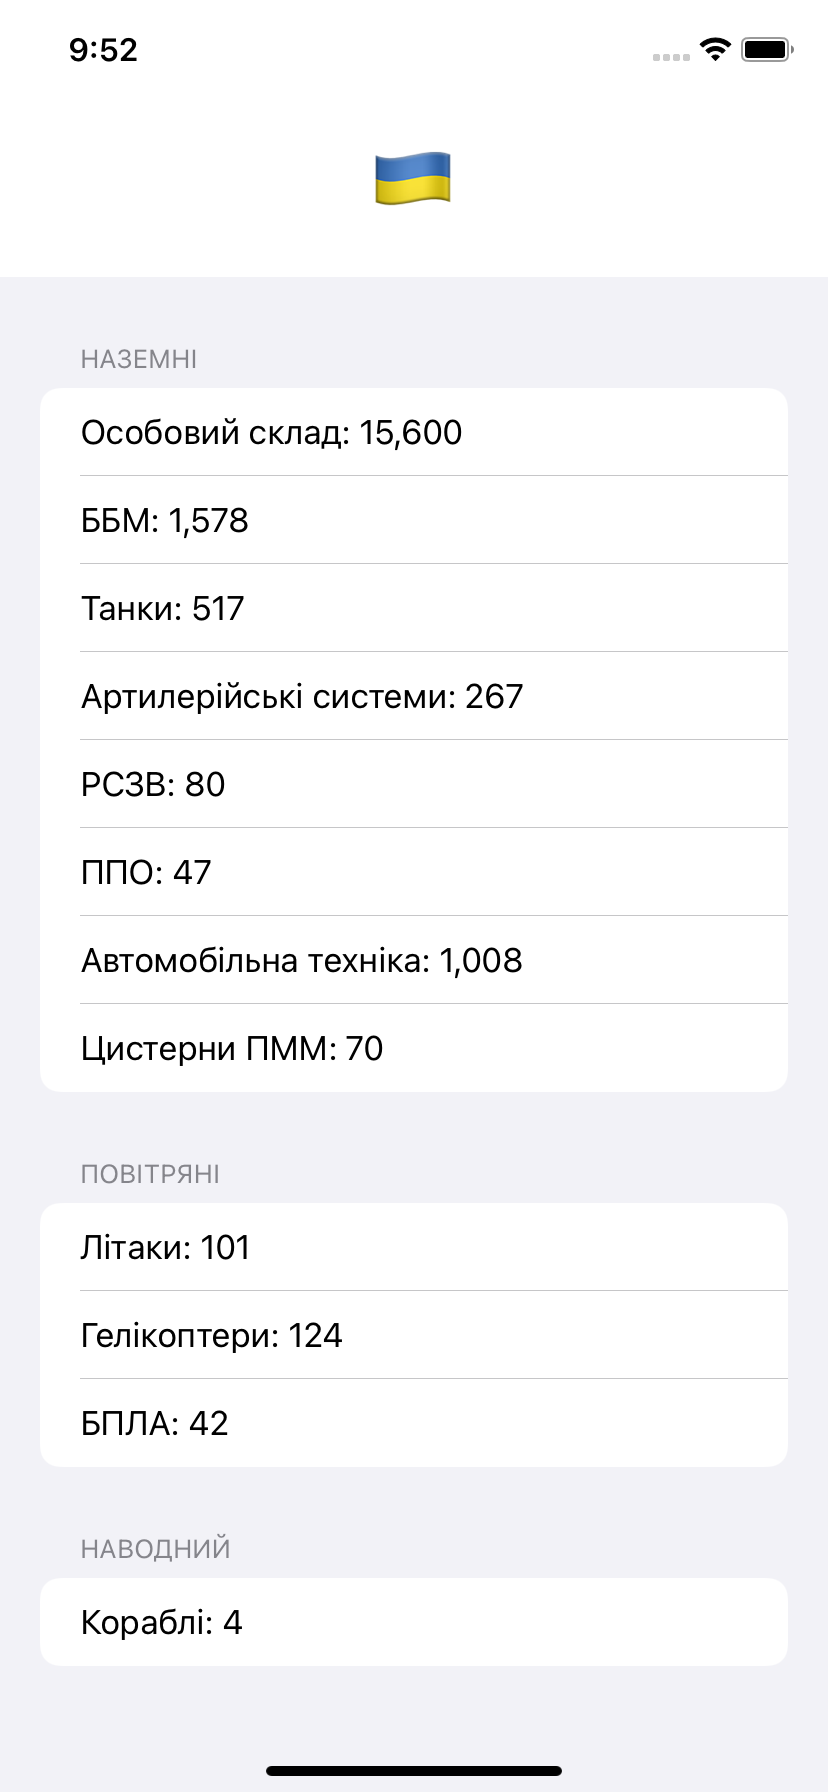 9:52
НАЗЕМНІ
Особовий склад: 15,600
ББМ: 1,578
Танки: 517
Артилерійські системи: 267
РСЗВ: 80
ППО: 47
Автомобільна техніка: 1,008
Цистерни ПММ: 70
ПОВІТРЯНІ
Літаки: 101
Гелікоптери: 124
БПЛА: 42
НАВОДНИЙ
Кораблі: 4